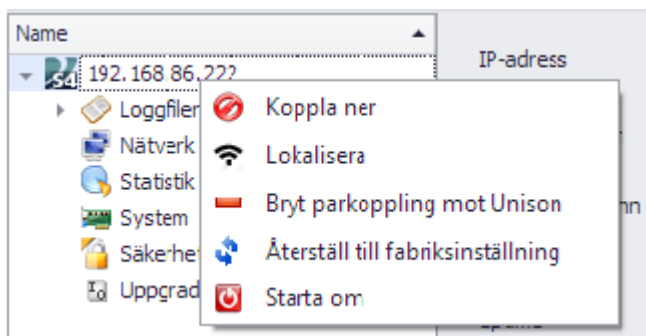 Name
IP-adress
S4 192.168.86.222
Loggfiler
Koppla ner
Nätverk
Lokalisera
Statistik
Bryt parkoppling mot Unison
System
Säkerhet
Återställ till fabriksinställning
Uppgrad
Starta om